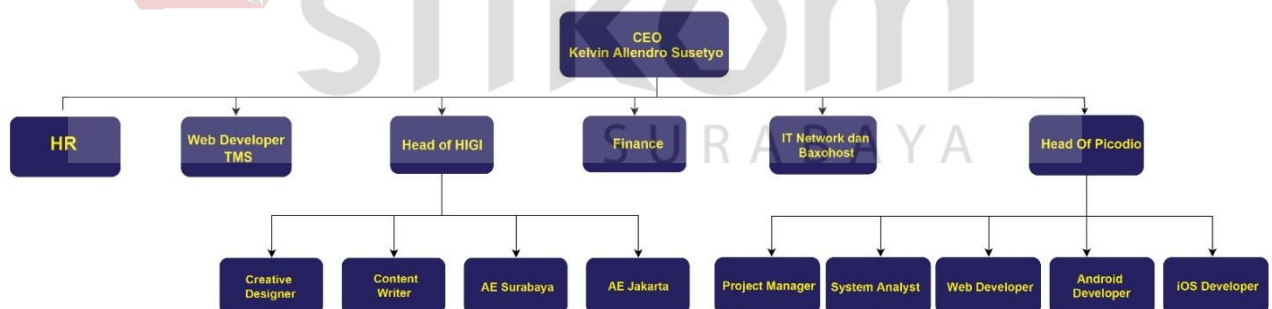 stikom
SURABAYA
CEO
Kelvin Allendro Susetyo
HR
Web Developer
TMS
Head of HIGI
Finance
IT Network dan
Baxohost
Head Of Picodio
Creative
Designer
Content
Writer
AE Surabaya
AE Jakarta
Project Manager
System Analyst
Web Developer
Android
Developer
iOS Developer